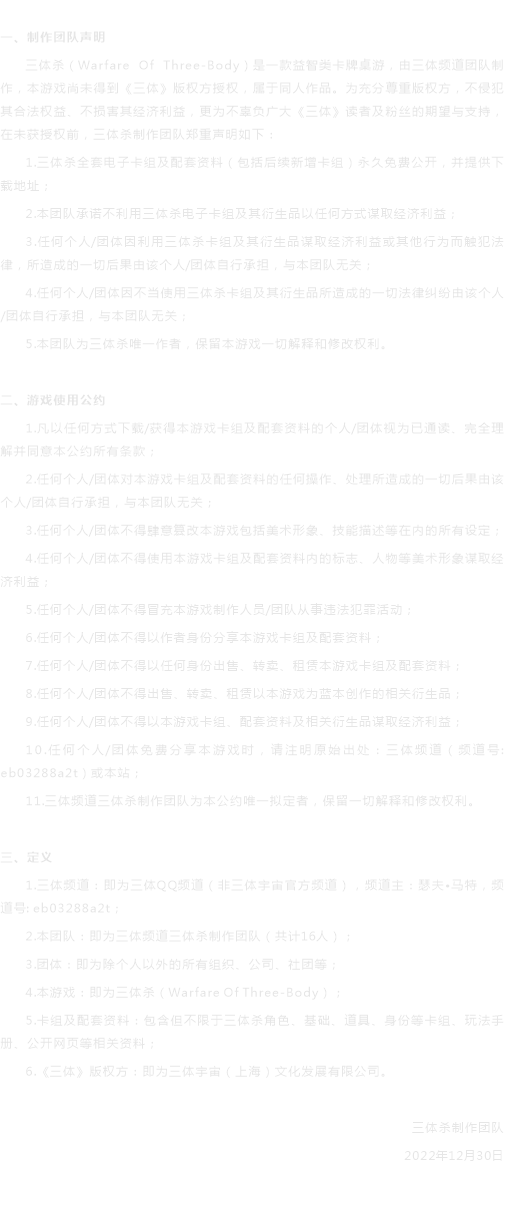 一、制作团队声明
三体杀（Warfare Of Three-Body）是一款益智类卡牌桌游，由三体频道团队制
作，本游戏尚未得到《三体》版权方授权，属于同人作品。为充分尊重版权方，不侵犯
其合法权益、不损害其经济利益，更为不辜负广大《三体》读者及粉丝的期望与支持，
在未获授权前，三体杀制作团队郑重声明如下：
1.三体杀全套电子卡组及配套资料（包括后续新增卡组）永久免费公开，并提供下
载地址；
2.本团队承诺不利用三体杀电子卡组及其衍生品以任何方式谋取经济利益；
3.任何个人/团体因利用三体杀卡组及其衍生品谋取经济利益或其他行为而触犯法
律，所造成的一切后果由该个人/团体自行承担，与本团队无关；
4.任何个人/团体因不当使用三体杀卡组及其衍生品所造成的一切法律纠纷由该个人
/团体自行承担，与本团队无关；
5.本团队为三体杀唯一作者，保留本游戏一切解释和修改权利。
二、游戏使用公约
1.凡以任何方式下载/获得本游戏卡组及配套资料的个人/团体视为已通读、完全理
解并同意本公约所有条款；
2.任何个人/团体对本游戏卡组及配套资料的任何操作、处理所造成的一切后果由该
个人/团体自行承担，与本团队无关；
3.任何个人/团体不得肆意篡改本游戏包括美术形象、技能描述等在内的所有设定；
4.任何个人/团体不得使用本游戏卡组及配套资料内的标志、人物等美术形象谋取经
济利益；
5.任何个人/团体不得冒充本游戏制作人员/团队从事违法犯罪活动；
6.任何个人/团体不得以作者身份分享本游戏卡组及配套资料；
7.任何个人/团体不得以任何身份出售、转卖、租赁本游戏卡组及配套资料；
8.任何个人/团体不得出售、转卖、租赁以本游戏为蓝本创作的相关衍生品；
9.任何个人/团体不得以本游戏卡组、配套资料及相关衍生品谋取经济利益；
10.任何个人/团体免费分享本游戏时，请注明原始出处：三体频道（频道号:
eb03288a2t）或本站；
11.三体频道三体杀制作团队为本公约唯一拟定者，保留一切解释和修改权利。
三、定义
1.三体频道：即为三体QQ频道（非三体宇宙官方频道），频道主：瑟夫·马特，频
道号: eb03288a2t；
2.本团队：即为三体频道三体杀制作团队（共计16人）；
3.团体：即为除个人以外的所有组织、公司、社团等；
4.本游戏：即为三体杀（Warfare Of Three-Body）；
5.卡组及配套资料：包含但不限于三体杀角色、基础、道具、身份等卡组、玩法手
册、公开网页等相关资料；
6.《三体》版权方：即为三体宇宙（上海）文化发展有限公司。
三体杀制作团队
2022年12月30日